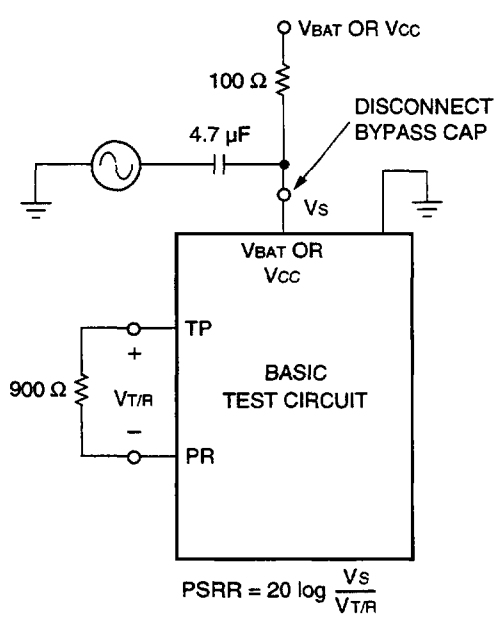 VBAT OR VCC
100 Ω
DISCONNECT
BYPASS CAP
4.7 µF
VS
VBAT OR
VCC
TP
+
900 Ω
VT/R
BASIC
TEST CIRCUIT
–
PR
PSRR = 20 log VS
VT/R